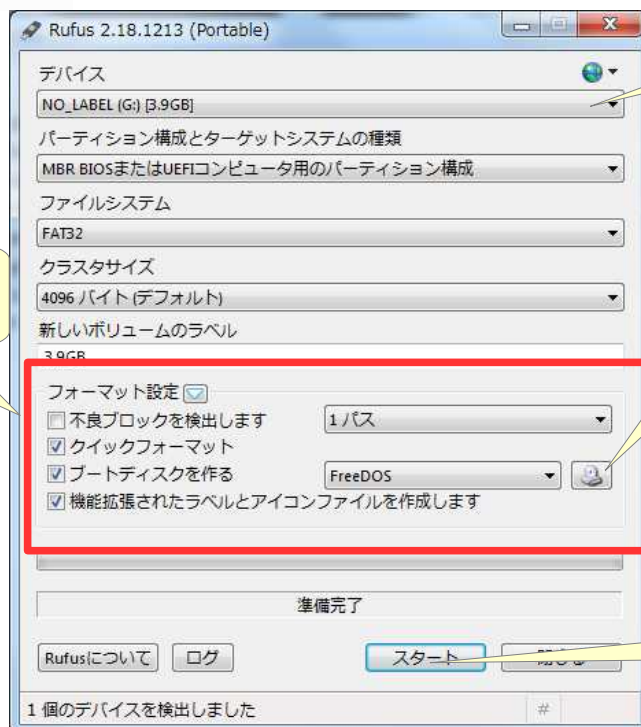 Rufus 2.18.1213 (Portable)
デバイス
NO_LABEL (G:) [3.9GB]
パーティション構成とターゲットシステムの種類
MBR BIOSまたはUEFIコンピュータ用のパーティション構成
ファイルシステム
FAT32
クラスタサイズ
4096 バイト (デフォルト)
新しいボリュームのラベル
3.9GB
フォーマット設定
不良ブロックを検出します 1 パス
クイックフォーマット
ブートディスクを作る FreeDOS
機能拡張されたラベルとアイコンファイルを作成します
準備完了
Rufusについて ログ スタート 閉じる
1 個のデバイスを検出しました #